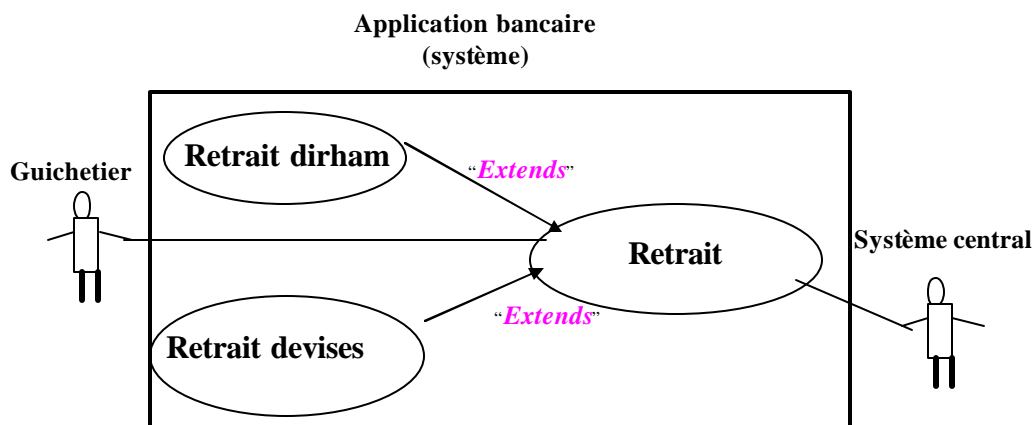 Application bancaire
(système)
Retrait dirham
Guichetier
“Extends”
Retrait
Système central
“Extends”
Retrait devises